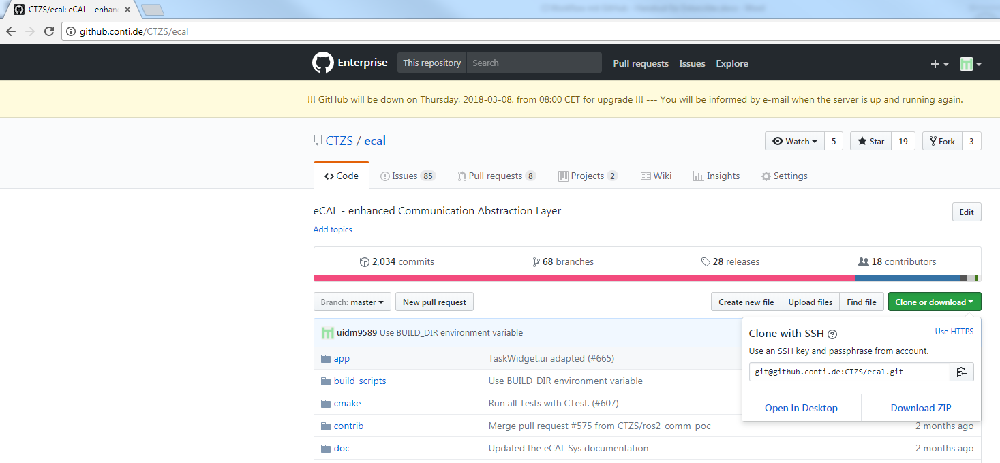 CTZS/ecal: eCAL - enhan
github.conti.de/CTZS/ecal
Enterprise This repository Search Pull requests Issues Explore
!!! GitHub will be down on Thursday, 2018-03-08, from 08:00 CET for upgrade !!! --- You will be informed by e-mail when the server is up and running again.
CTZS / ecal Watch 5 Star 19 Fork 3
Code Issues 85 Pull requests 8 Projects 2 Wiki Insights Settings
eCAL - enhanced Communication Abstraction Layer Edit
Add topics
2,034 commits 68 branches 28 releases 18 contributors
Branch: master New pull request Create new file Upload files Find file Clone or download
uidm9589 Use BUILD_DIR environment variable
Clone with SSH Use HTTPS
Use an SSH key and passphrase from account.
git@github.conti.de:CTZS/ecal.git
Open in Desktop Download ZIP
app TaskWidget.ui adapted (#665)
build_scripts Use BUILD_DIR environment variable
cmake Run all Tests with CTest. (#607)
contrib Merge pull request #575 from CTZS/ros2_comm_poc 2 months ago
doc Updated the eCAL Sys documentation 2 months ago